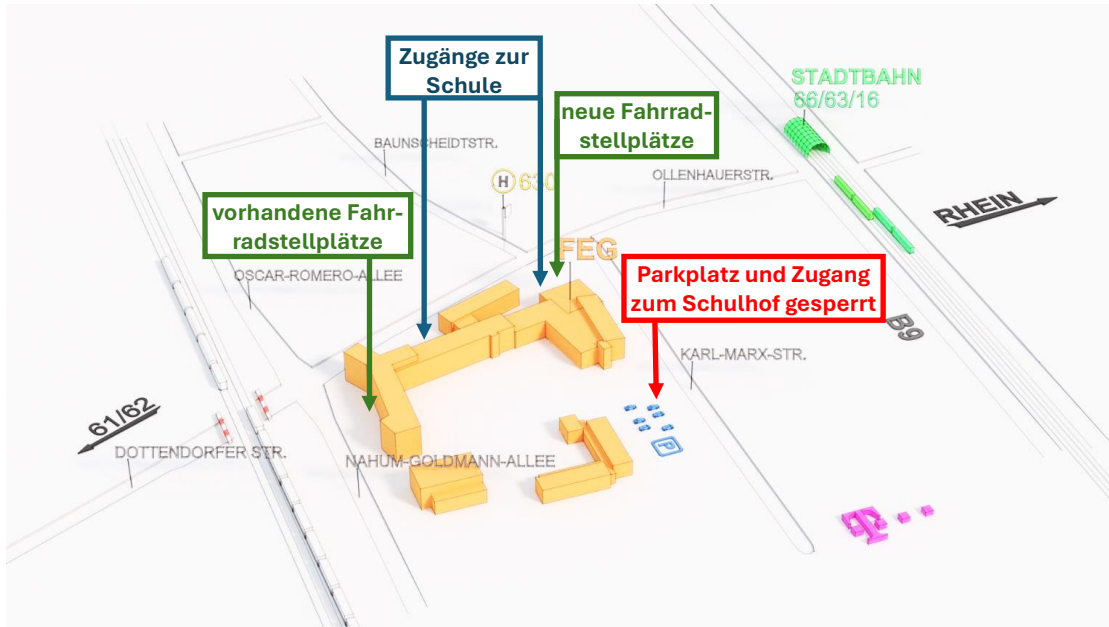 Zugänge zur
Schule
STADTBAHN
66/63/16
neue Fahrrad-
stellplätze
BAUNSCHEIDTSTR.
H 630
OLLENHAUERSTR.
vorhandene Fahr-
radstellplätze
RHEIN
FEG
OSCAR-ROMERO-ALLEE
Parkplatz und Zugang
zum Schulhof gesperrt
B9
KARL-MARX-STR.
61/62
DOTTENDORFER STR.
NAHUM-GOLDMANN-ALLEE
P
T